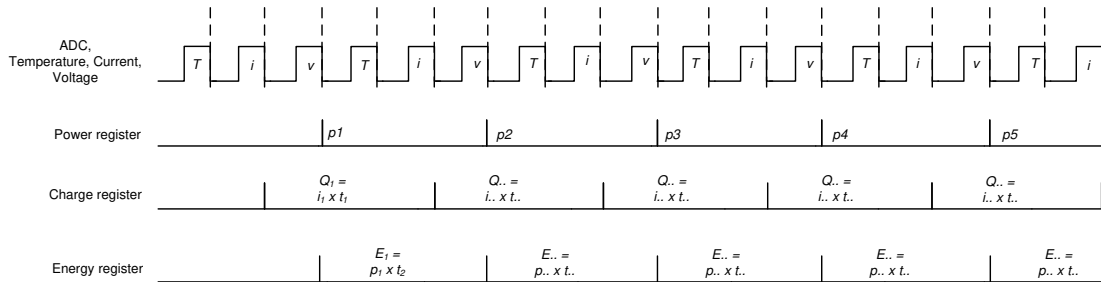 ADC,
Temperature, Current,
Voltage
T i v T i v T i v T i v T i v T i
Power register
p1 p2 p3 p4 p5
Charge register
Q1 = Q.. = Q.. = Q.. = Q.. =
i1 x t1 i.. x t.. i.. x t.. i.. x t.. i.. x t..
Energy register
E1 = E.. = E.. = E.. = E.. =
p1 x t2 p.. x t.. p.. x t.. p.. x t.. p.. x t..